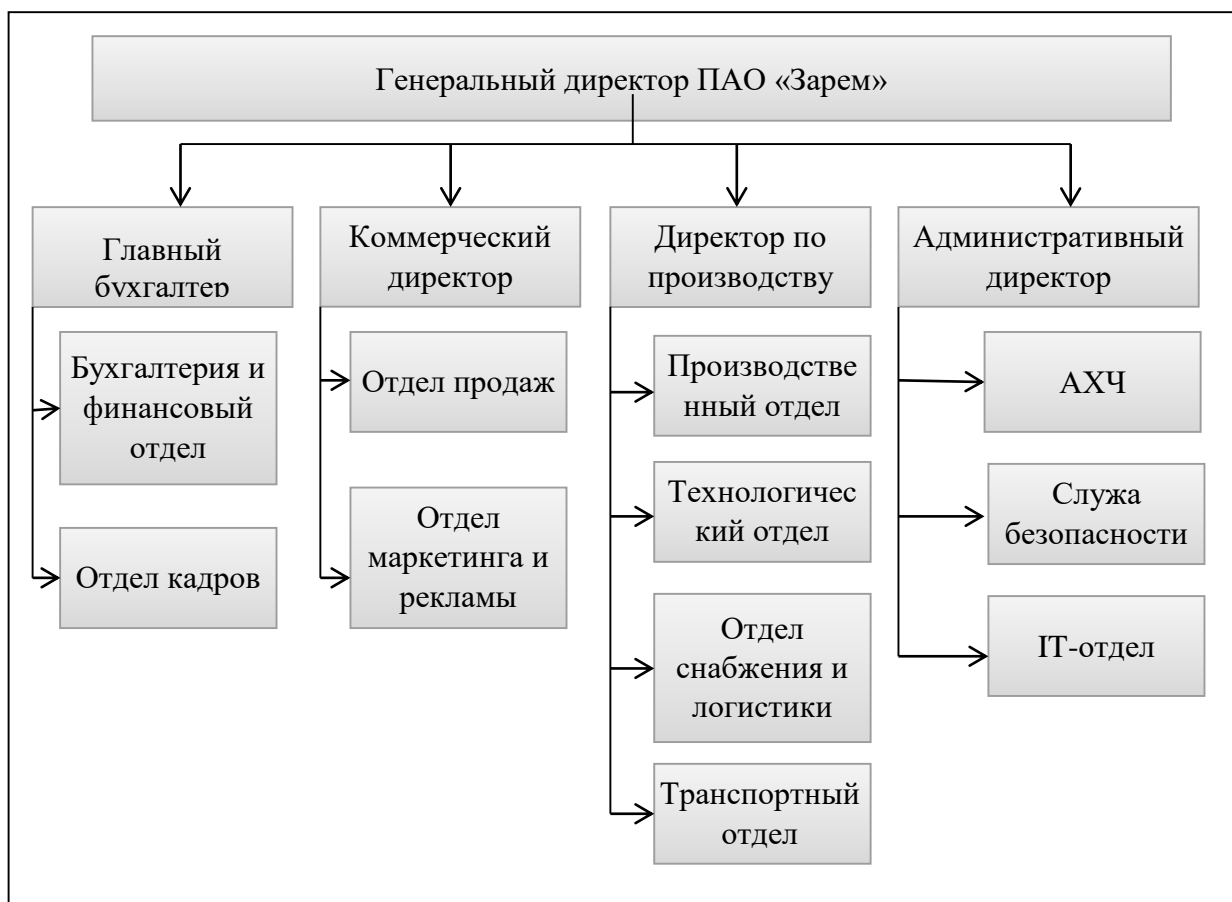 Генеральный директор ПАО «Зарем»
Главный
бухгалтер
Коммерческий
директор
Директор по
производству
Административный
директор
Бухгалтерия и
финансовый
отдел
Отдел кадров
Отдел продаж
Отдел
маркетинга и
рекламы
Производстве
нный отдел
Технологичес
кий отдел
Отдел
снабжения и
логистики
Транспортный
отдел
АХЧ
Служа
безопасности
IT-отдел